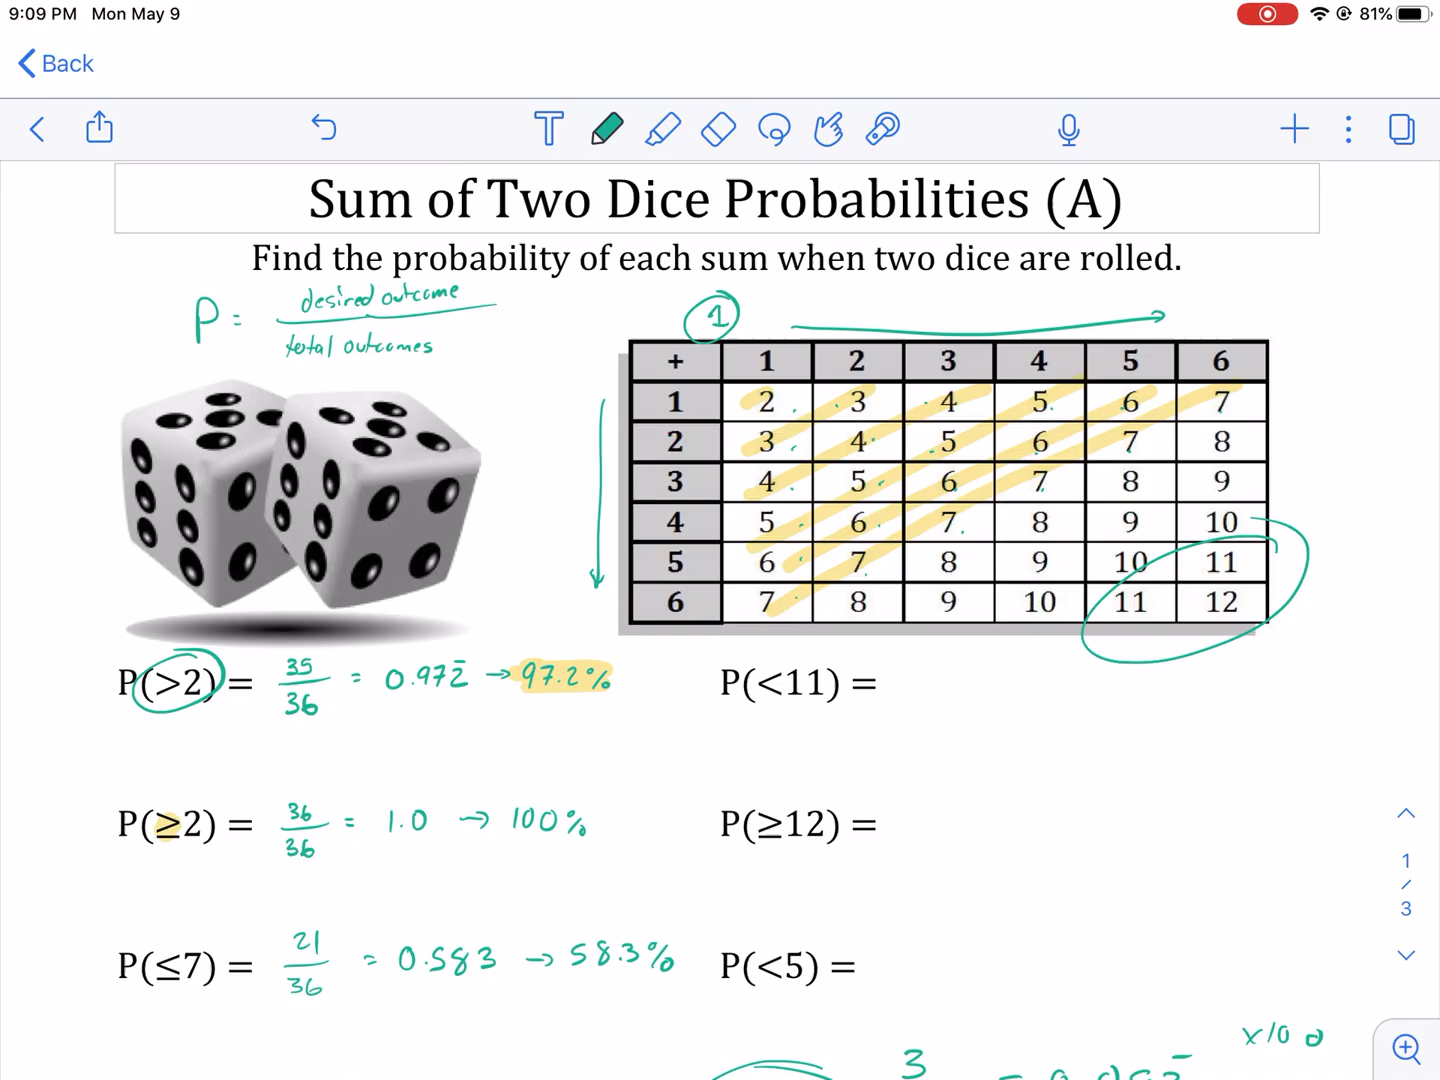 9:09 PM Mon May 9
81%
Back
T
Sum of Two Dice Probabilities (A)
Find the probability of each sum when two dice are rolled.
P = desired outcome
total outcomes
1
+ 1 2 3 4 5 6
1 2 3 4 5 6 7
2 3 4 5 6 7 8
3 4 5 6 7 8 9
4 5 6 7 8 9 10
5 6 7 8 9 10 11
6 7 8 9 10 11 12
P(>2) = 35/36 = 0.972̄ → 97.2%
P(<11) =
P(≥2) = 36/36 = 1.0 → 100%
P(≥12) =
P(≤7) = 21/36 = 0.583 → 58.3%
P(<5) =
1
/
3
x100
3